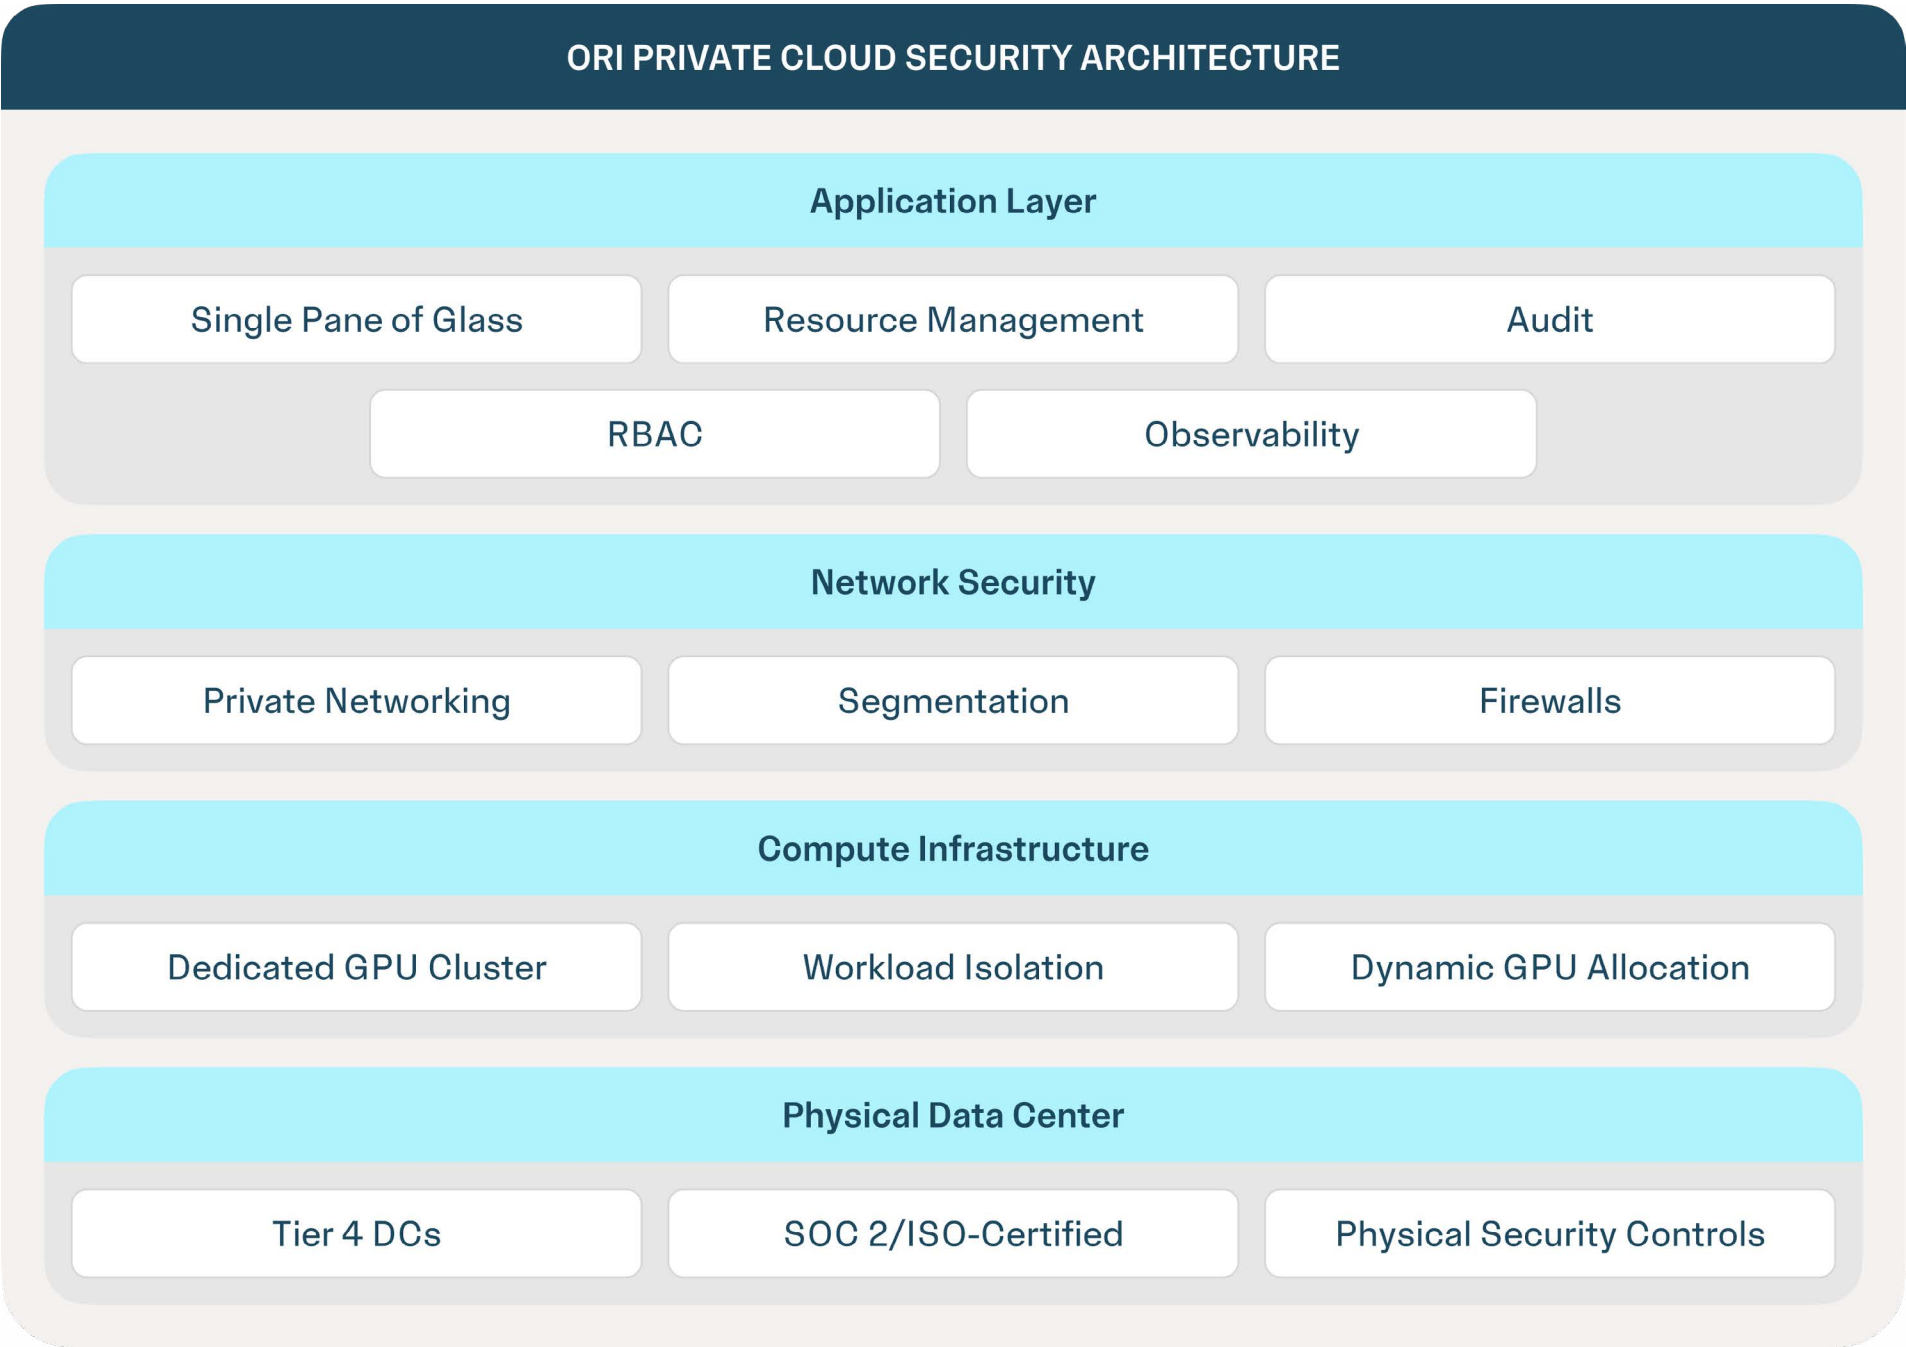 ORI PRIVATE CLOUD SECURITY ARCHITECTURE
Application Layer
Single Pane of Glass
Resource Management
Audit
RBAC
Observability
Network Security
Private Networking
Segmentation
Firewalls
Compute Infrastructure
Dedicated GPU Cluster
Workload Isolation
Dynamic GPU Allocation
Physical Data Center
Tier 4 DCs
SOC 2/ISO-Certified
Physical Security Controls